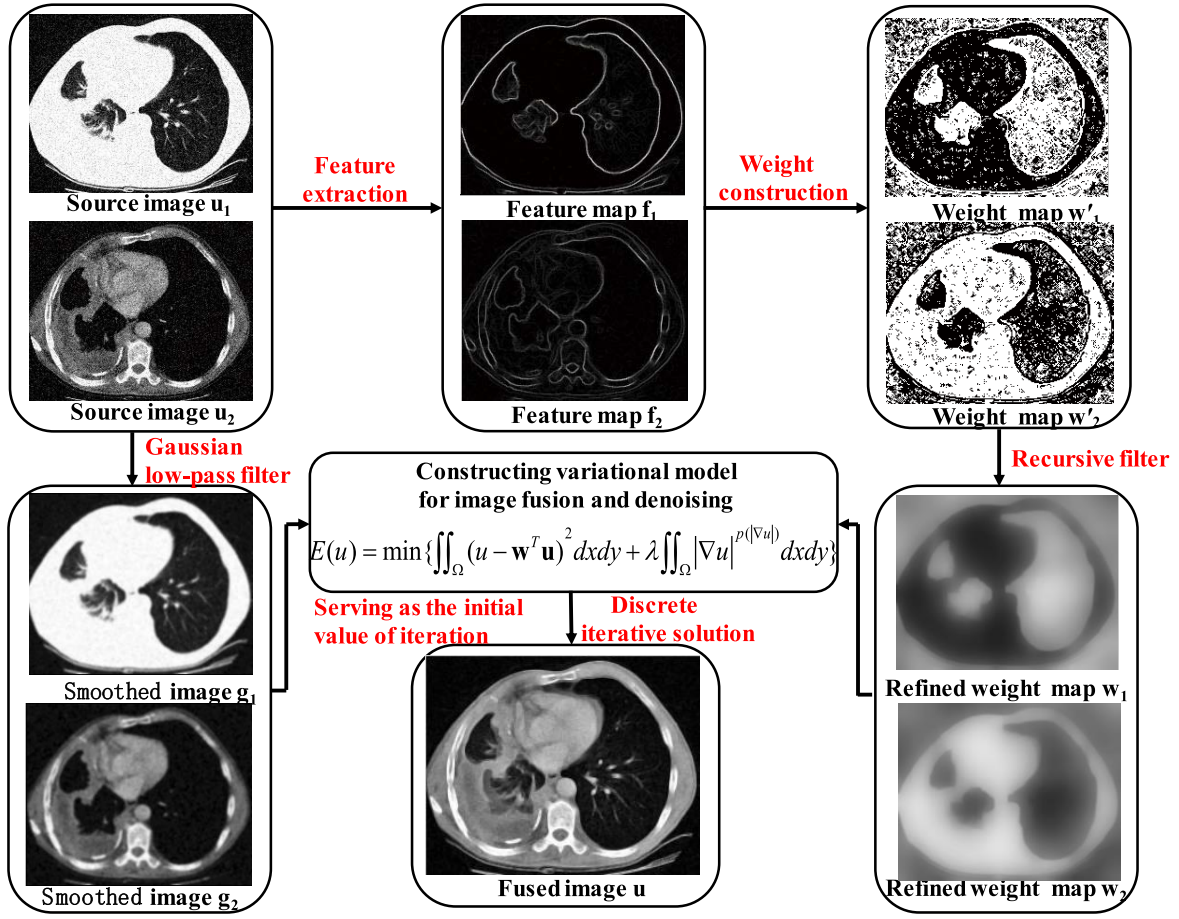 Source image u₁
Feature
extraction
Feature map f₁
Weight
construction
Weight map w′₁
Source image u₂
Feature map f₂
Weight map w′₂
Gaussian
low-pass filter
Recursive filter
Constructing variational model
for image fusion and denoising
E(u) = min{∬_Ω (u − wᵀu)² dxdy + λ∬_Ω |∇u|^{p(|∇u|)} dxdy}
Serving as the initial
value of iteration
Discrete
iterative solution
Smoothed image g₁
Refined weight map w₁
Smoothed image g₂
Fused image u
Refined weight map w₂